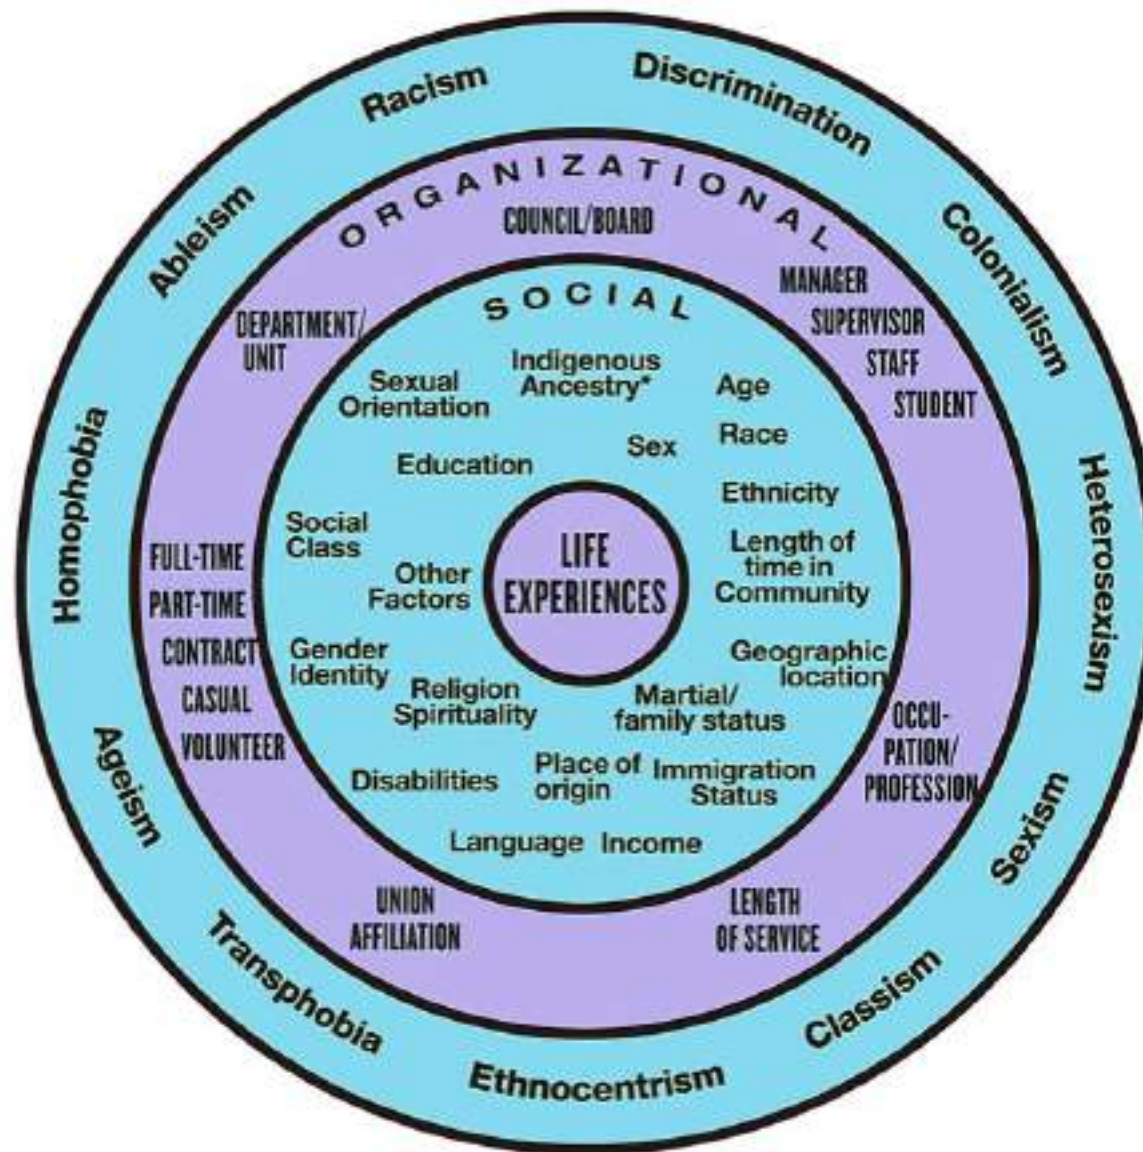 Racism
Discrimination
Colonialism
Heterosexism
Sexism
Classism
Ethnocentrism
Transphobia
Ageism
Homophobia
Ableism
ORGANIZATIONAL
COUNCIL/BOARD
MANAGER
SUPERVISOR
STAFF
STUDENT
OCCU-
PATION/
PROFESSION
LENGTH
OF SERVICE
UNION
AFFILIATION
FULL-TIME
PART-TIME
CONTRACT
CASUAL
VOLUNTEER
DEPARTMENT/
UNIT
SOCIAL
Indigenous
Ancestry*
Sexual
Orientation
Age
Race
Sex
Education
Ethnicity
Social
Class
Length of
time in
Community
Other
Factors
LIFE
EXPERIENCES
Gender
Identity
Geographic
location
Religion
Spirituality
Martial/
family status
Disabilities
Place of
origin
Immigration
Status
Language
Income